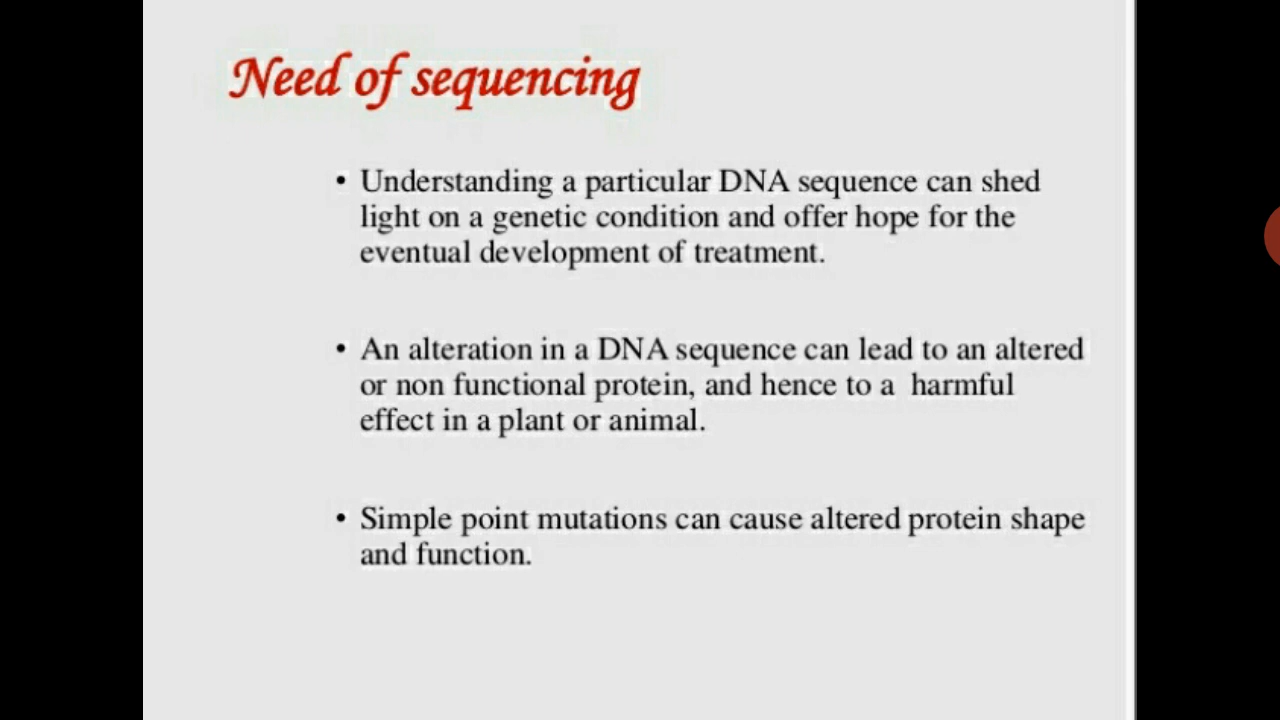 Need of sequencing
• Understanding a particular DNA sequence can shed
light on a genetic condition and offer hope for the
eventual development of treatment.
• An alteration in a DNA sequence can lead to an altered
or non functional protein, and hence to a  harmful
effect in a plant or animal.
• Simple point mutations can cause altered protein shape
and function.